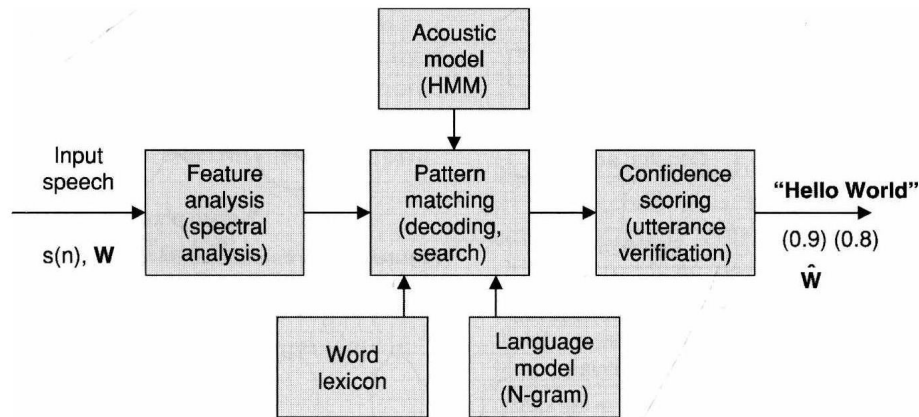 Acoustic
model
(HMM)
Input
speech
s(n), W
Feature
analysis
(spectral
analysis)
Pattern
matching
(decoding,
search)
Confidence
scoring
(utterance
verification)
“Hello World”
(0.9) (0.8)
Ŵ
Word
lexicon
Language
model
(N-gram)